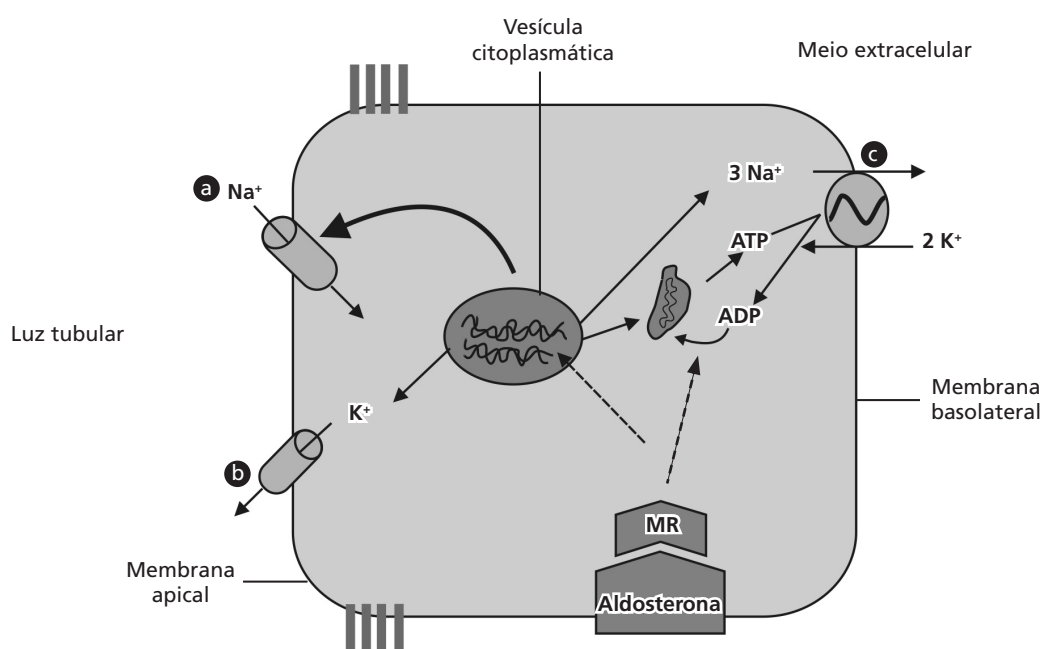 Vesícula
citoplasmática
Meio extracelular
c
3 Na⁺
a Na⁺
ATP
2 K⁺
ADP
Luz tubular
K⁺
Membrana
basolateral
b
MR
Membrana
apical
Aldosterona